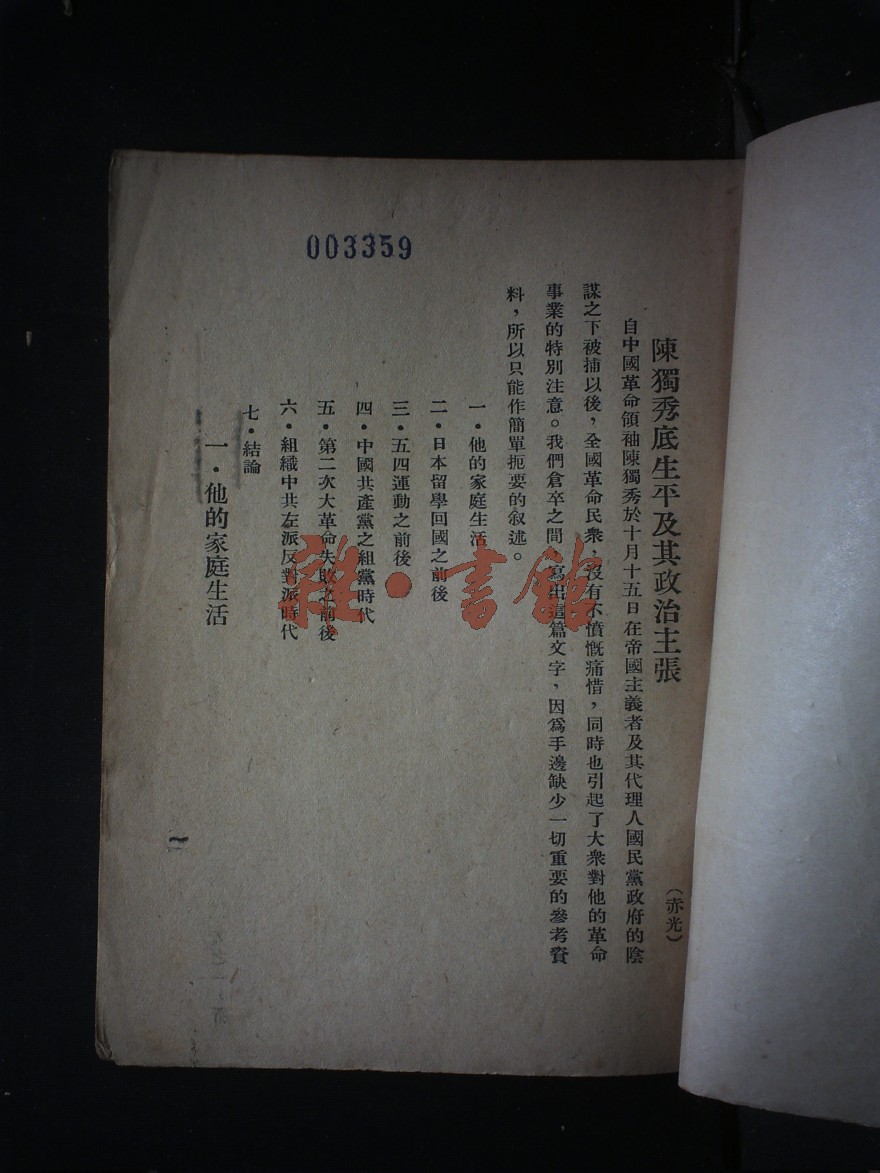 003359
陳獨秀底生平及其政治主張
（赤光）
自中國革命領袖陳獨秀於十月十五日在帝國主義者及其代理人國民黨政府的陰
謀之下被捕以後，全國革命民衆，沒有不憤慨痛惜，同時也引起了大衆對他的革命
事業的特別注意。我們倉卒之間，寫出這篇文字，因爲手邊缺少一切重要的參考資
料，所以只能作簡單扼要的叙述。
一・他的家庭生活
二・日本留學回國之前後
三・五四運動之前後
四・中國共產黨之組黨時代
五・第二次大革命失敗之前後
六・組織中共左派反對派時代
七・結論
一・他的家庭生活
一
雜・書館